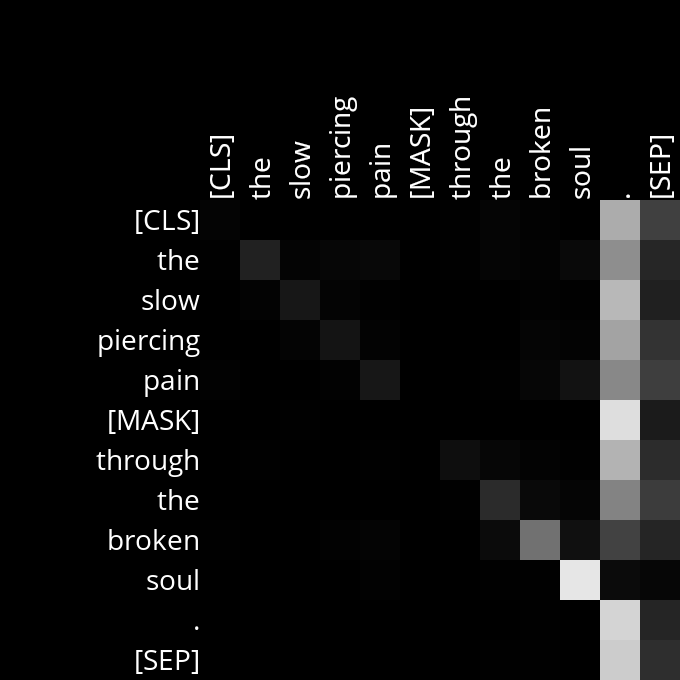 [CLS] the slow piercing pain [MASK] through the broken soul . [SEP]
[CLS]
the
slow
piercing
pain
[MASK]
through
the
broken
soul
.
[SEP]